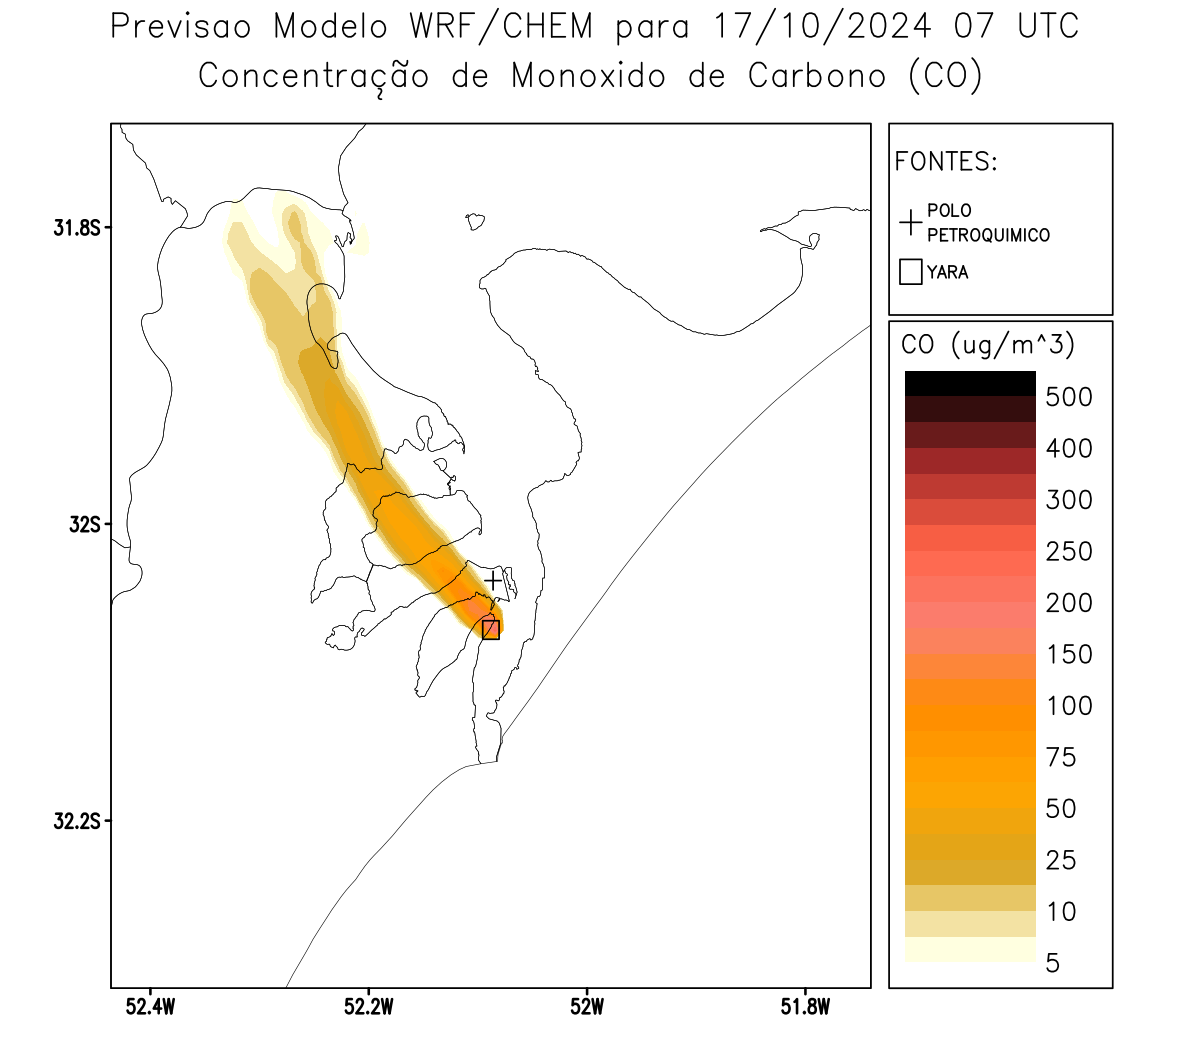 Previsao Modelo WRF/CHEM para 17/10/2024 07 UTC
Concentração de Monoxido de Carbono (CO)
FONTES:
POLO
PETROQUIMICO
YARA
CO (ug/m^3)
500
400
300
250
200
150
100
75
50
25
10
5
31.8S
32S
32.2S
52.4W
52.2W
52W
51.8W